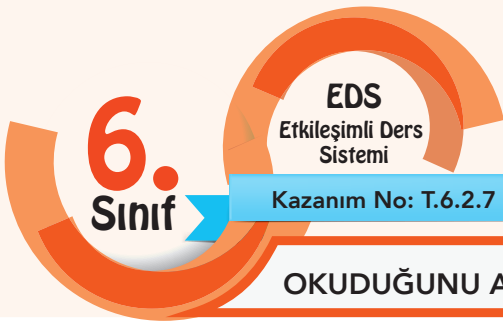 6.
Sınıf
EDS
Etkileşimli Ders
Sistemi
Kazanım No: T.6.2.7
OKUDUĞUNU